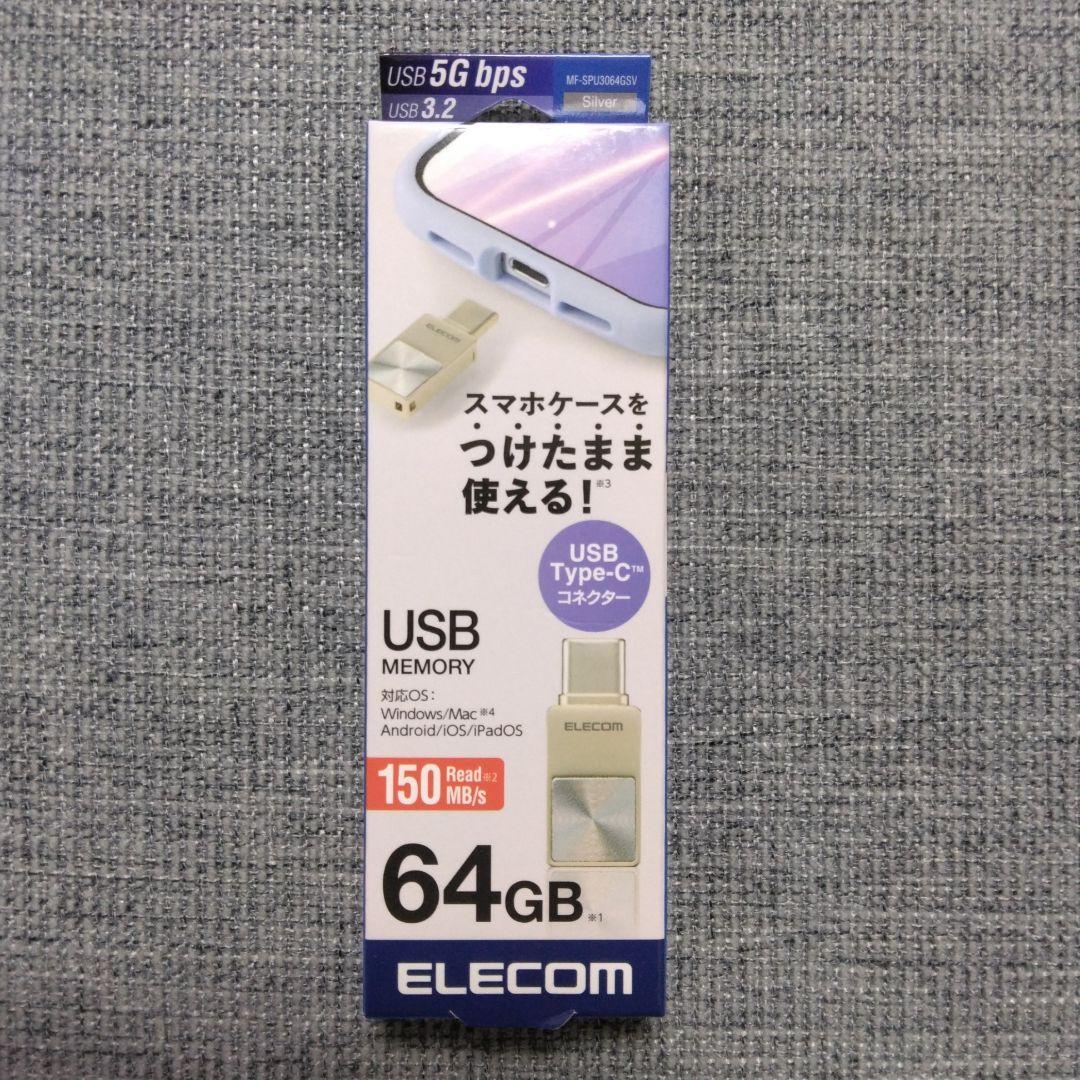 USB 5Gbps
USB 3.2
MF-SPU3064GSV
Silver
ELECOM
スマホケースを
つけたまま
使える!※3
USB
Type-C™
コネクター
USB
MEMORY
対応OS:
Windows/Mac※4
Android/iOS/iPadOS
ELECOM
150 Read※2
MB/s
64GB※1
ELECOM